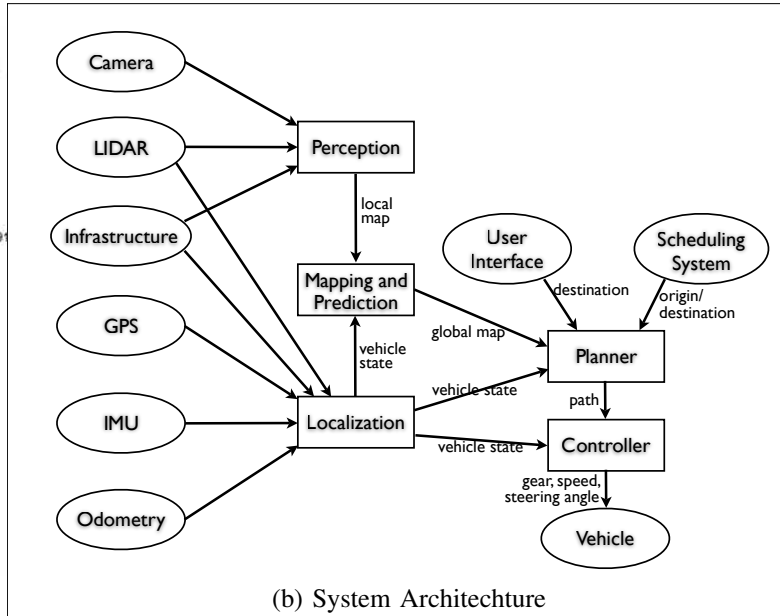 Camera
LIDAR
Perception
local
map
Infrastructure
User
Interface
Scheduling
System
Mapping and
Prediction
destination
origin/
destination
GPS
vehicle
state
global map
Planner
vehicle state
path
IMU
Localization
Controller
vehicle state
gear, speed,
steering angle
Odometry
Vehicle
(b) System Architechture